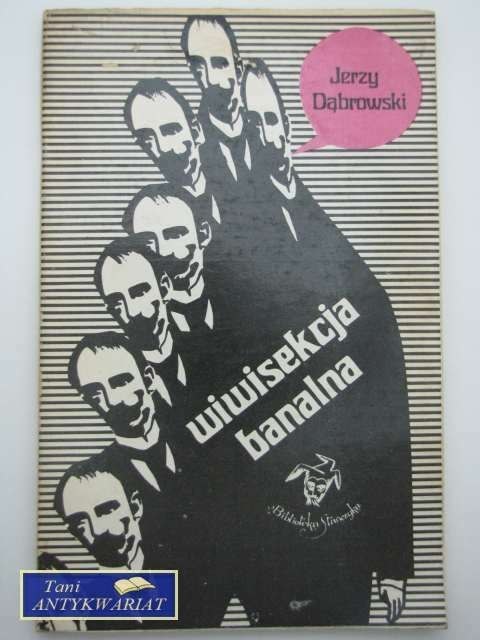 Jerzy
Dąbrowski
wiwisekcja
banalna
Biblioteka Stańczyka
Tani
ANTYKWARIAT